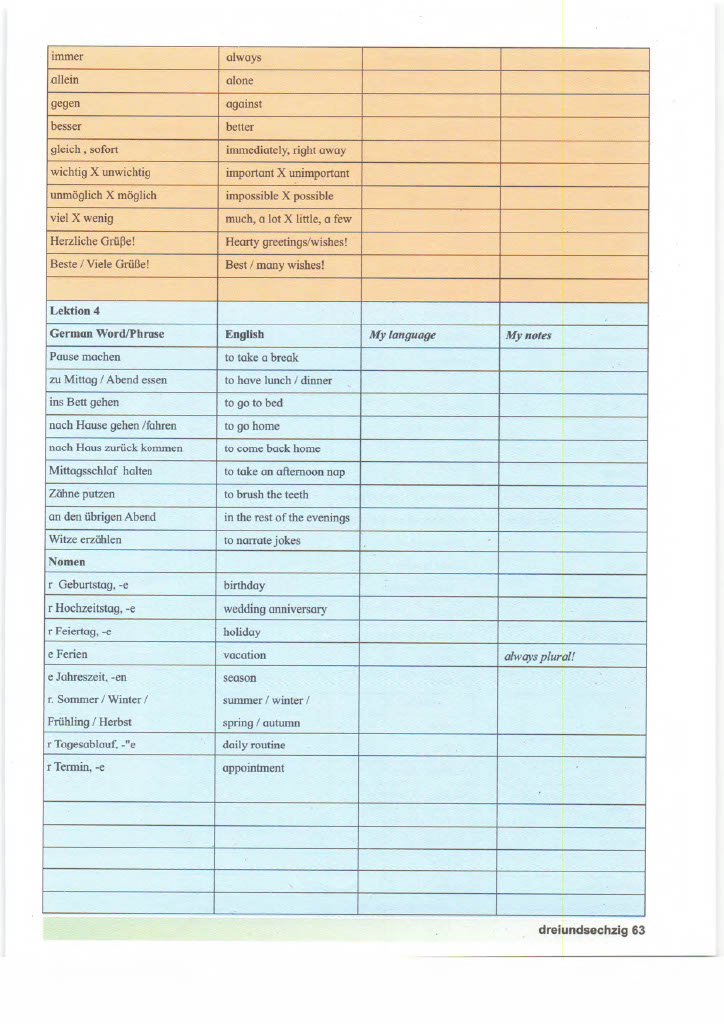 immer always
allein alone
gegen against
besser better
gleich , sofort immediately, right away
wichtig X unwichtig important X unimportant
unmöglich X möglich impossible X possible
viel X wenig much, a lot X little, a few
Herzliche Grüße! Hearty greetings/wishes!
Beste / Viele Grüße! Best / many wishes!
Lektion 4
German Word/Phrase English My language My notes
Pause machen to take a break
zu Mittag / Abend essen to have lunch / dinner
ins Bett gehen to go to bed
nach Hause gehen /fahren to go home
nach Haus zurück kommen to come back home
Mittagsschlaf halten to take an afternoon nap
Zähne putzen to brush the teeth
an den übrigen Abend in the rest of the evenings
Witze erzählen to narrate jokes
Nomen
r Geburtstag, -e birthday
r Hochzeitstag, -e wedding anniversary
r Feiertag, -e holiday
e Ferien vacation always plural!
e Jahreszeit, -en season
r. Sommer / Winter / summer / winter /
Frühling / Herbst spring / autumn
r Togesablauf, -"e daily routine
r Termin, -e appointment
dreiundsechzig 63